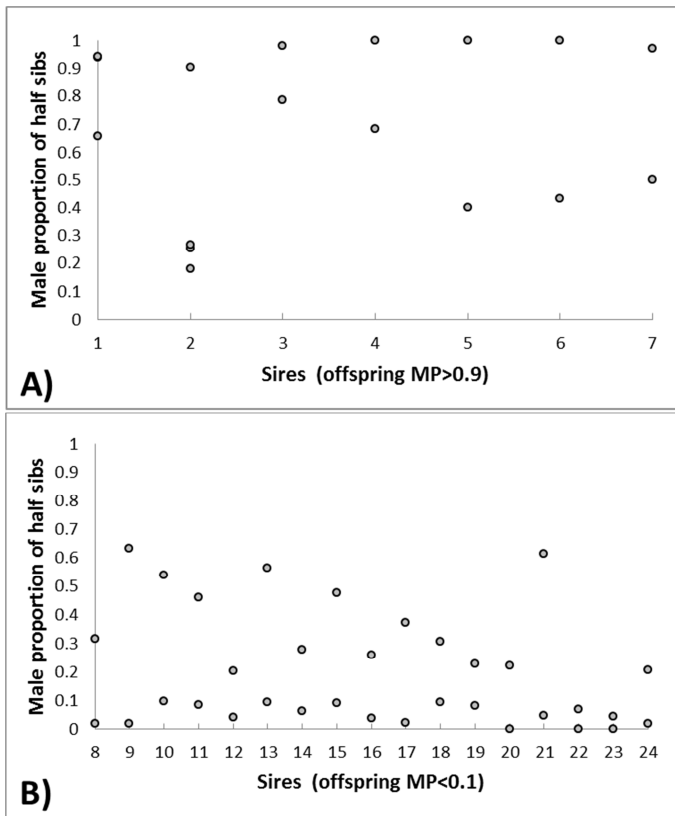 Male proportion of half sibs
1
0.9
0.8
0.7
0.6
0.5
0.4
0.3
0.2
0.1
0
1 2 3 4 5 6 7
Sires (offspring MP>0.9)
A)
Male proportion of half sibs
1
0.9
0.8
0.7
0.6
0.5
0.4
0.3
0.2
0.1
0
8 9 10 11 12 13 14 15 16 17 18 19 20 21 22 23 24
Sires (offspring MP<0.1)
B)